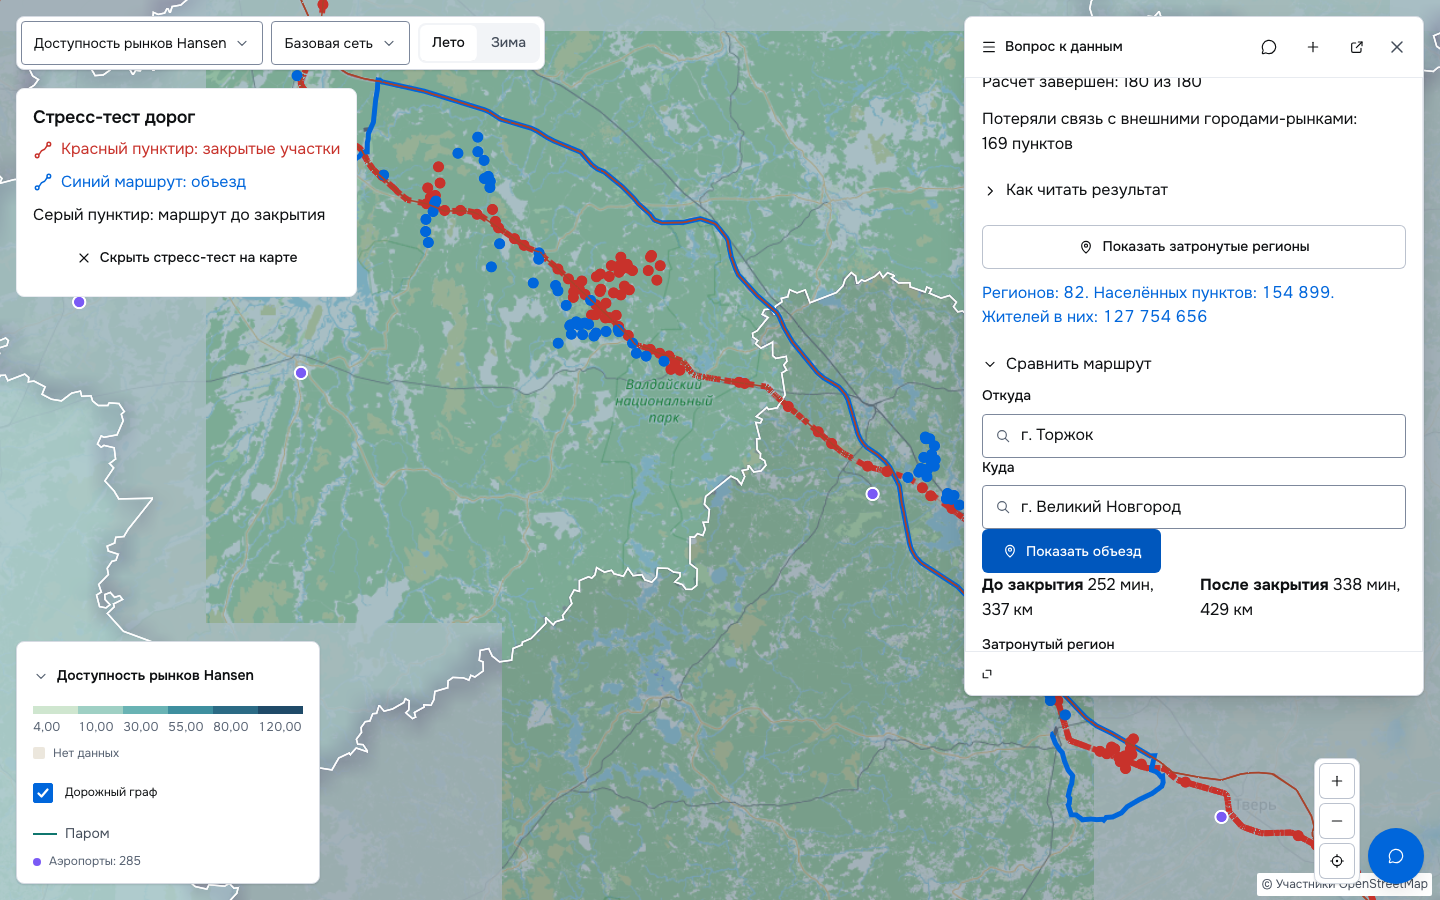 Доступность рынков Hansen
Базовая сеть
Лето
Зима
Стресс-тест дорог
Красный пунктир: закрытые участки
Синий маршрут: объезд
Серый пунктир: маршрут до закрытия
Скрыть стресс-тест на карте
Валдайский
национальный
парк
Тверь
Доступность рынков Hansen
4,00 10,00 30,00 55,00 80,00 120,00
Нет данных
Дорожный граф
Паром
Аэропорты: 285
Вопрос к данным
Расчёт завершён: 180 из 180
Потеряли связь с внешними городами-рынками:
169 пунктов
Как читать результат
Показать затронутые регионы
Регионов: 82. Населённых пунктов: 154 899.
Жителей в них: 127 754 656
Сравнить маршрут
Откуда
г. Торжок
Куда
г. Великий Новгород
Показать объезд
До закрытия 252 мин,
337 км
После закрытия 338 мин,
429 км
Затронутый регион
© Участники OpenStreetMap